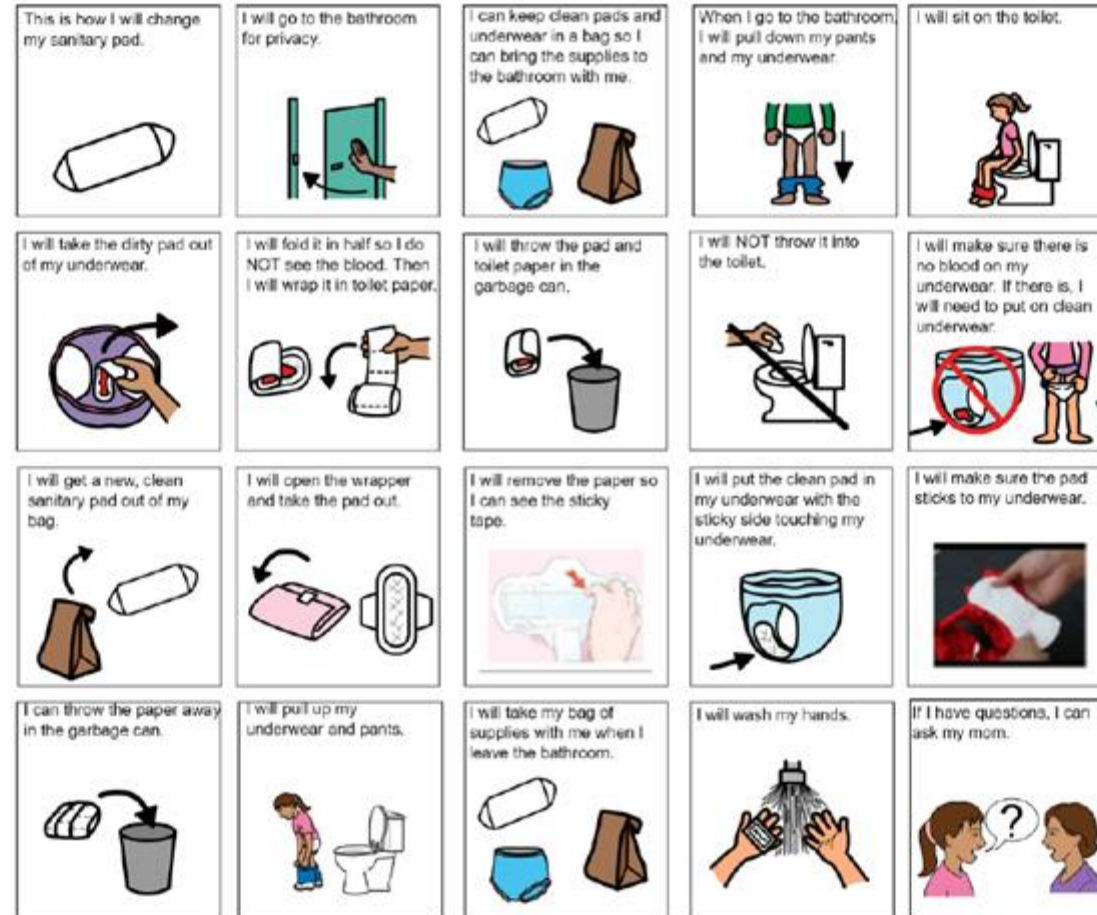 This is how I will change
my sanitary pad.
I will go to the bathroom
for privacy.
I can keep clean pads and
underwear in a bag so I
can bring the supplies to
the bathroom with me.
When I go to the bathroom,
I will pull down my pants
and my underwear.
I will sit on the toilet.
I will take the dirty pad out
of my underwear.
I will fold it in half so I do
NOT see the blood. Then
I will wrap it in toilet paper.
I will throw the pad and
toilet paper in the
garbage can.
I will NOT throw it into
the toilet.
I will make sure there is
no blood on my
underwear. If there is, I
will need to put on clean
underwear.
I will get a new, clean
sanitary pad out of my
bag.
I will open the wrapper
and take the pad out.
I will remove the paper so
I can see the sticky
tape.
I will put the clean pad in
my underwear with the
sticky side touching my
underwear.
I will make sure the pad
sticks to my underwear.
I can throw the paper away
in the garbage can.
I will pull up my
underwear and pants.
I will take my bag of
supplies with me when I
leave the bathroom.
I will wash my hands.
If I have questions, I can
ask my mom.
?